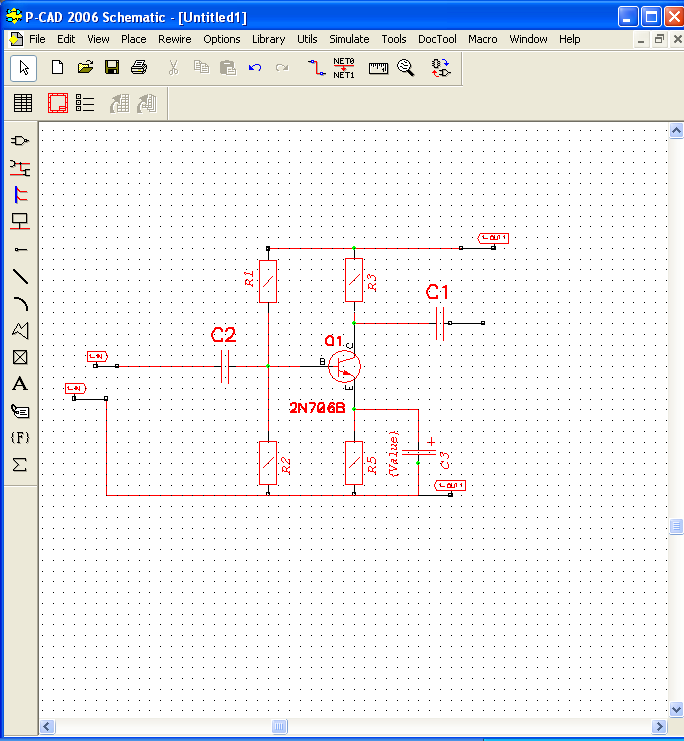 P-CAD 2006 Schematic - [Untitled1]
File Edit View Place Rewire Options Library Utils Simulate Tools DocTool Macro Window Help
NET0
NET1
A
{F}
Σ
R1
R3
C1
C2
Q1
C
B
E
2N706B
R2
R5
(Value)
+
C3